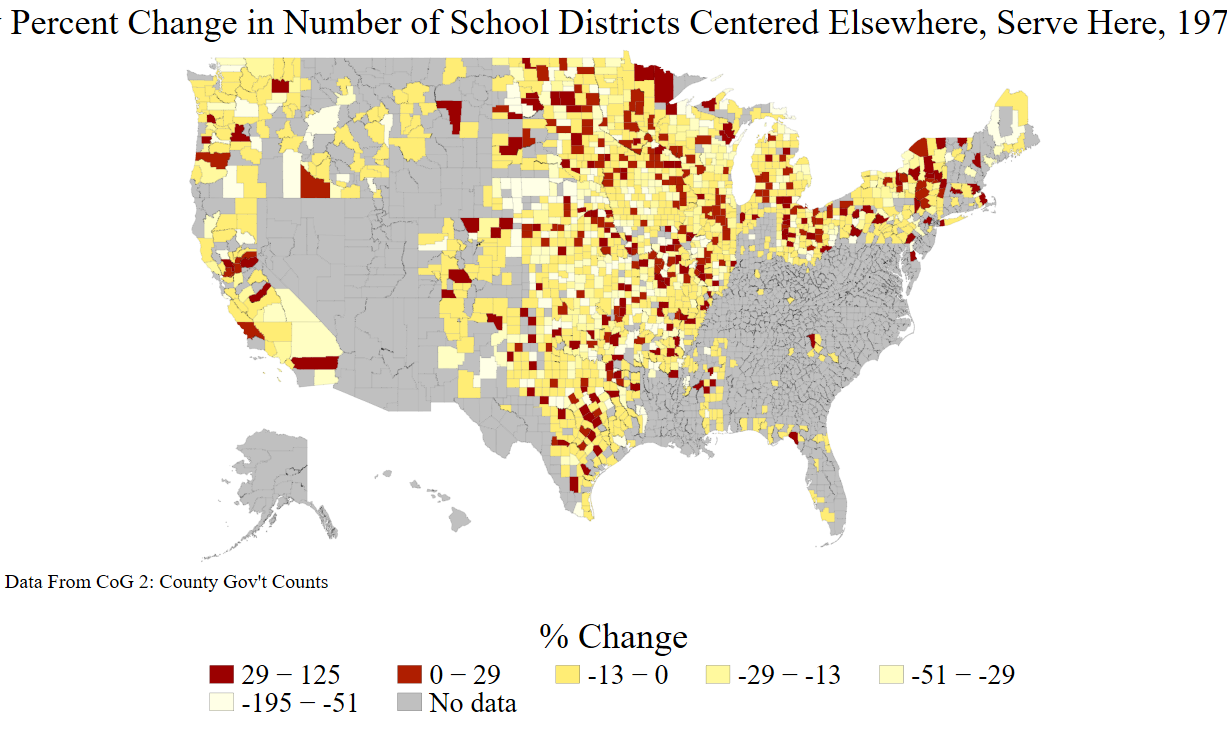 Percent Change in Number of School Districts Centered Elsewhere, Serve Here, 197
Data From CoG 2: County Gov't Counts
% Change
29 − 125
0 − 29
-13 − 0
-29 − -13
-51 − -29
-195 − -51
No data